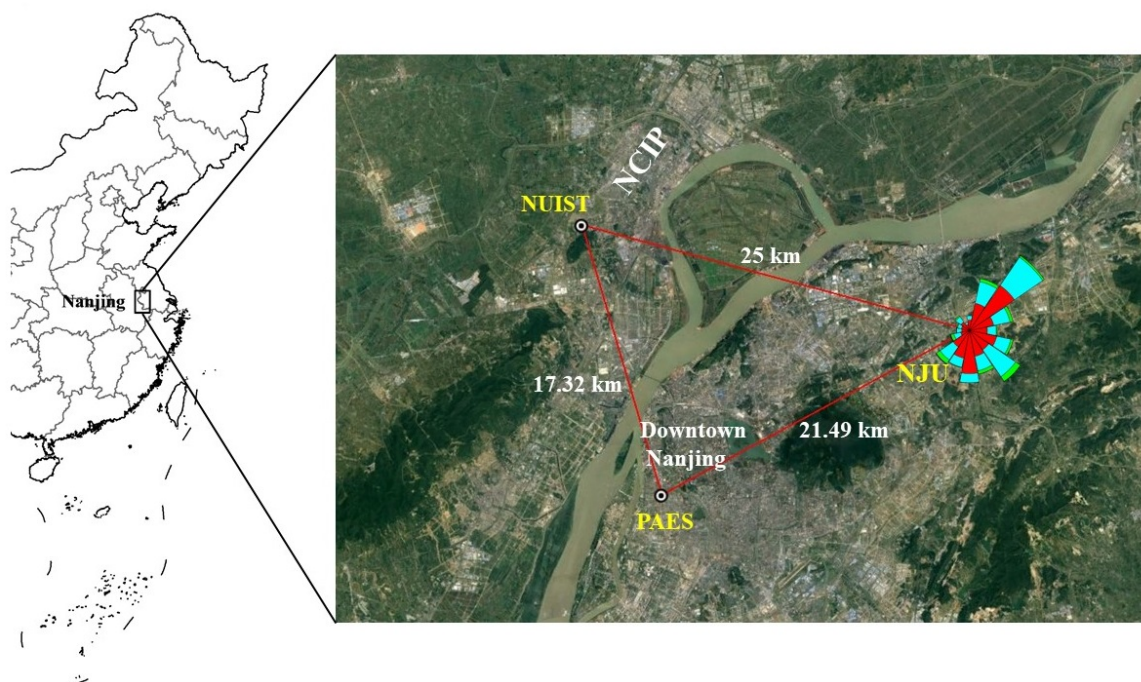 NCIP
NUIST
25 km
Nanjing
NJU
17.32 km
Downtown
Nanjing
21.49 km
PAES